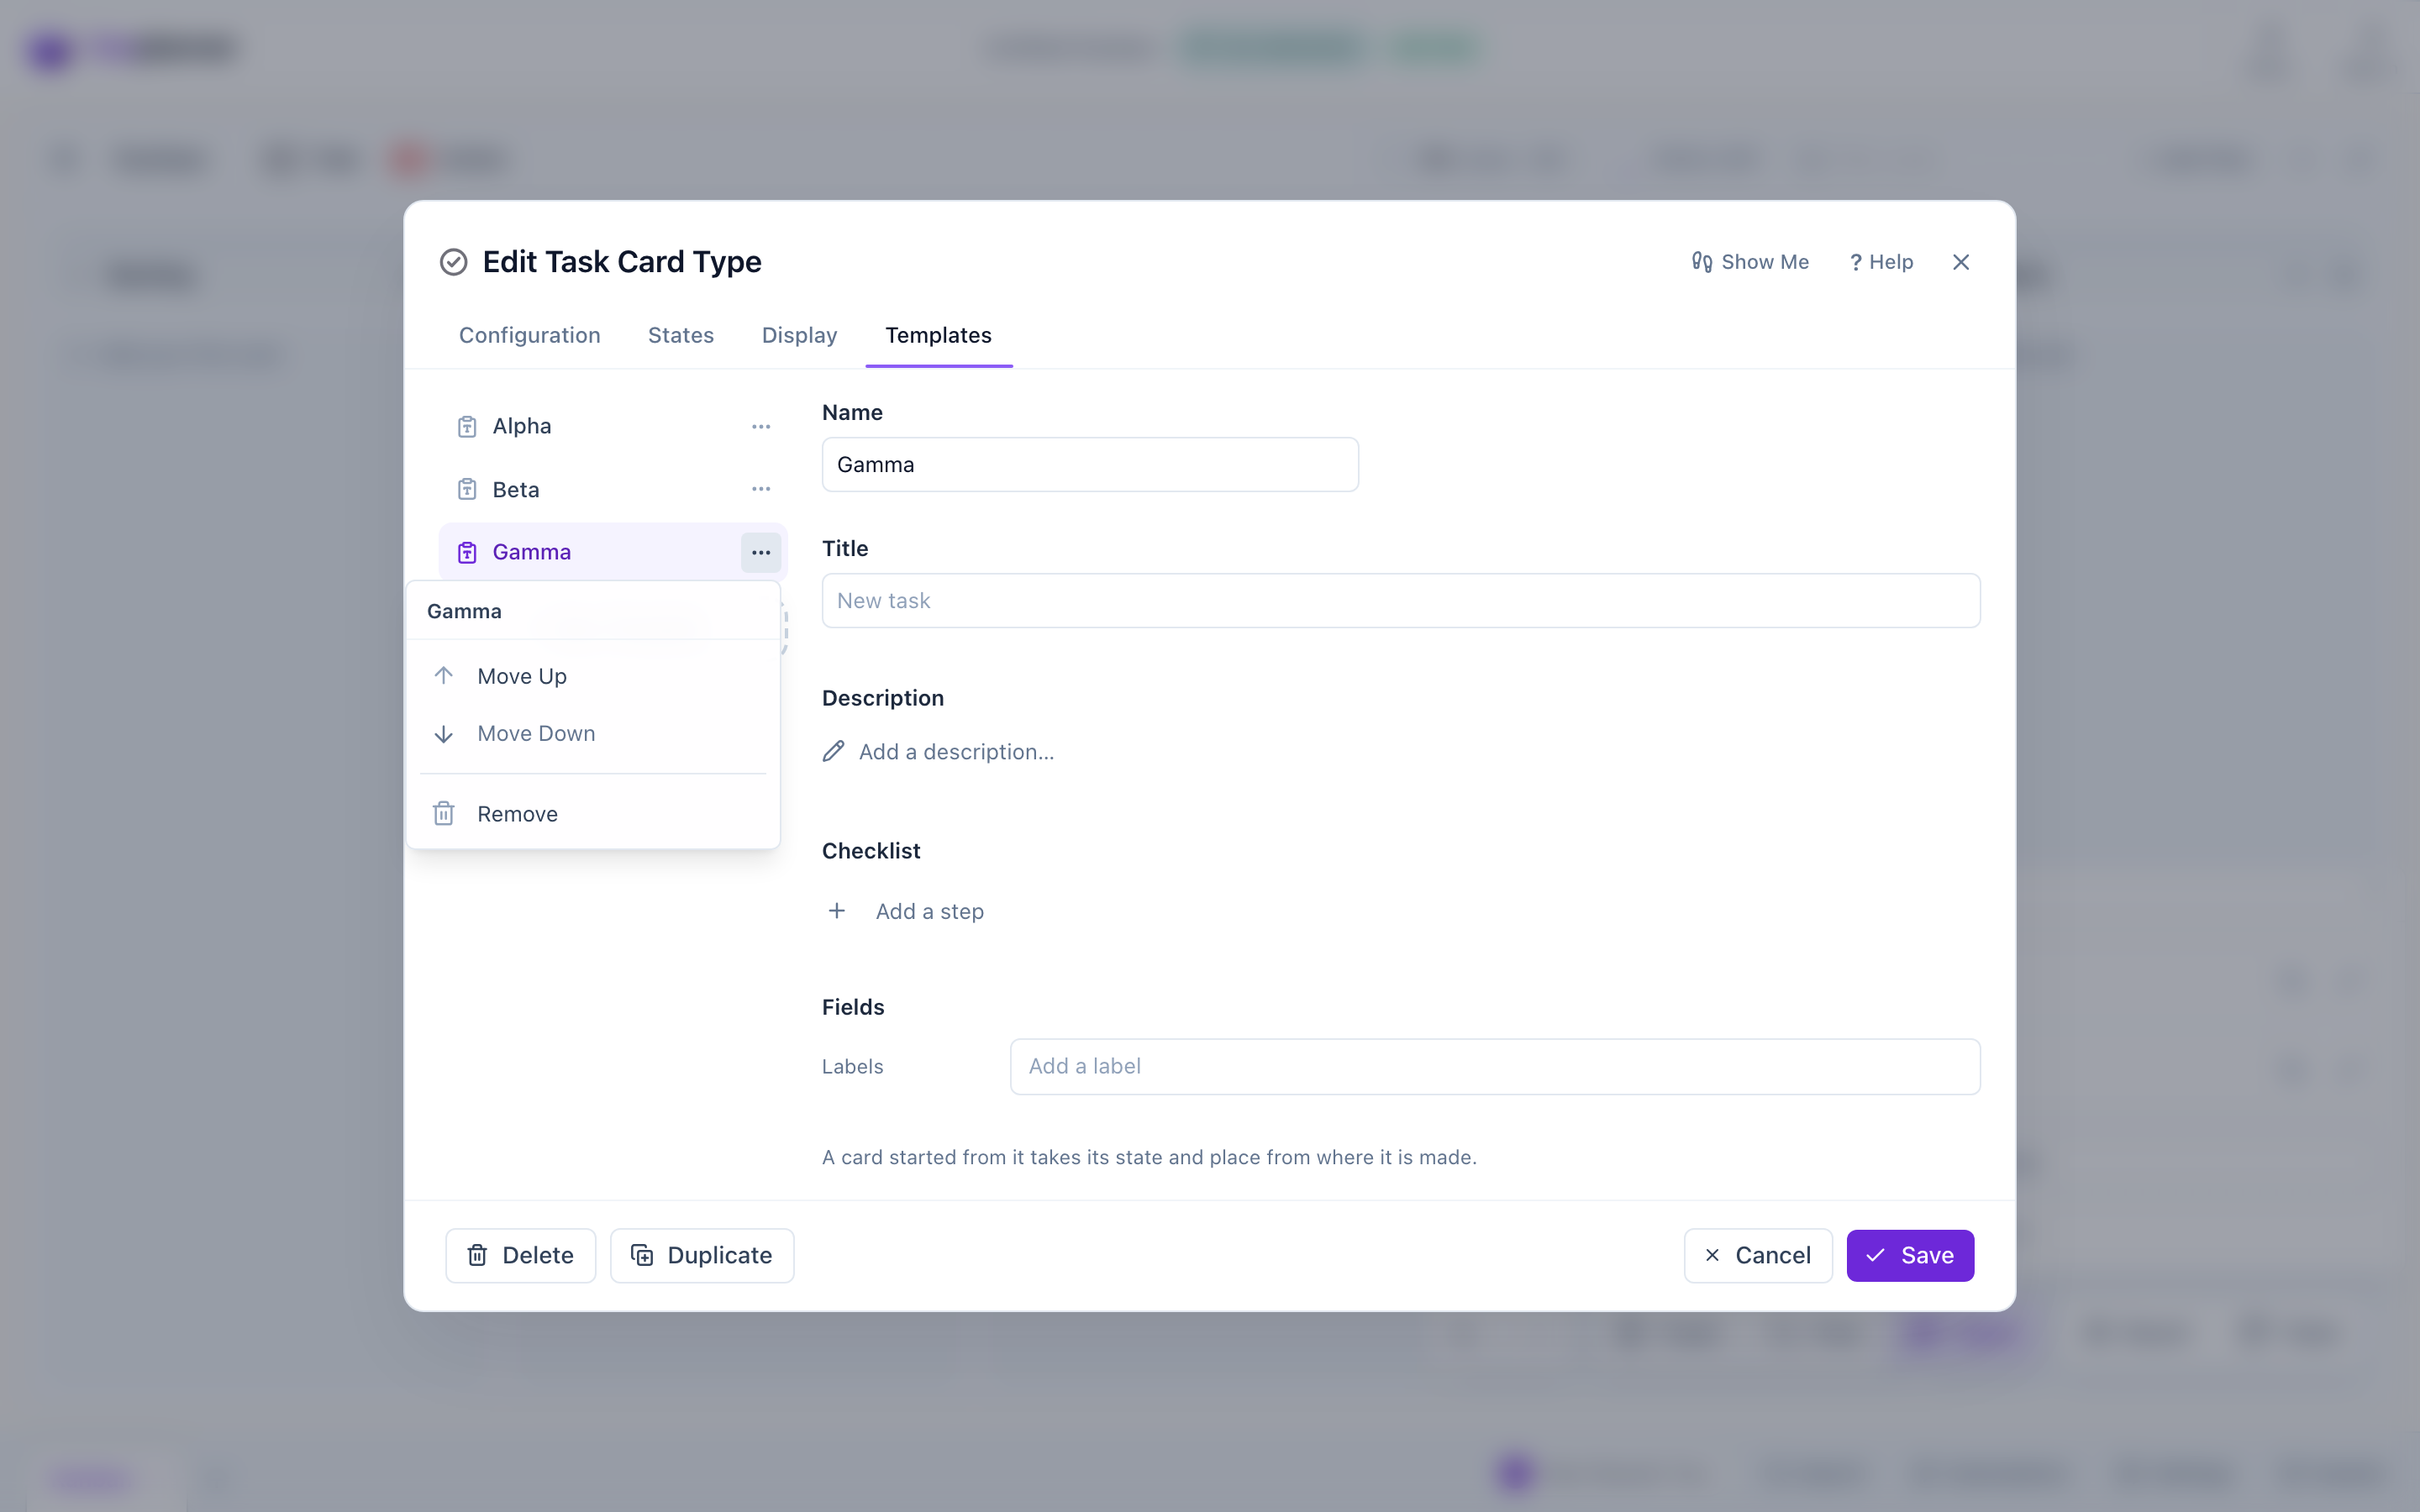 Edit Task Card Type
Show Me
? Help
Configuration
States
Display
Templates
Alpha
Beta
Gamma
Gamma
Move Up
Move Down
Remove
Name
Gamma
Title
New task
Description
Add a description...
Checklist
Add a step
Fields
Labels
Add a label
A card started from it takes its state and place from where it is made.
Delete
Duplicate
Cancel
Save